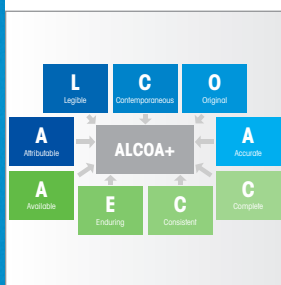 L C O
Legible Contemporaneous Original
A ALCOA+ A
Attributable Accurate
A E C C
Available Enduring Consistent Complete